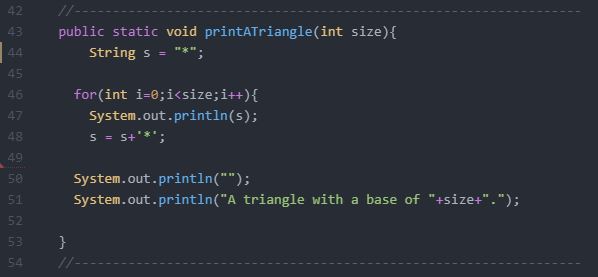 42 //----------------------------------------------------------------
43 public static void printATriangle(int size){
44 String s = "*";
45
46 for(int i=0;i<size;i++){
47 System.out.println(s);
48 s = s+'*';
49
50 System.out.println("");
51 System.out.println("A triangle with a base of "+size+".");
52
53 }
54 //----------------------------------------------------------------